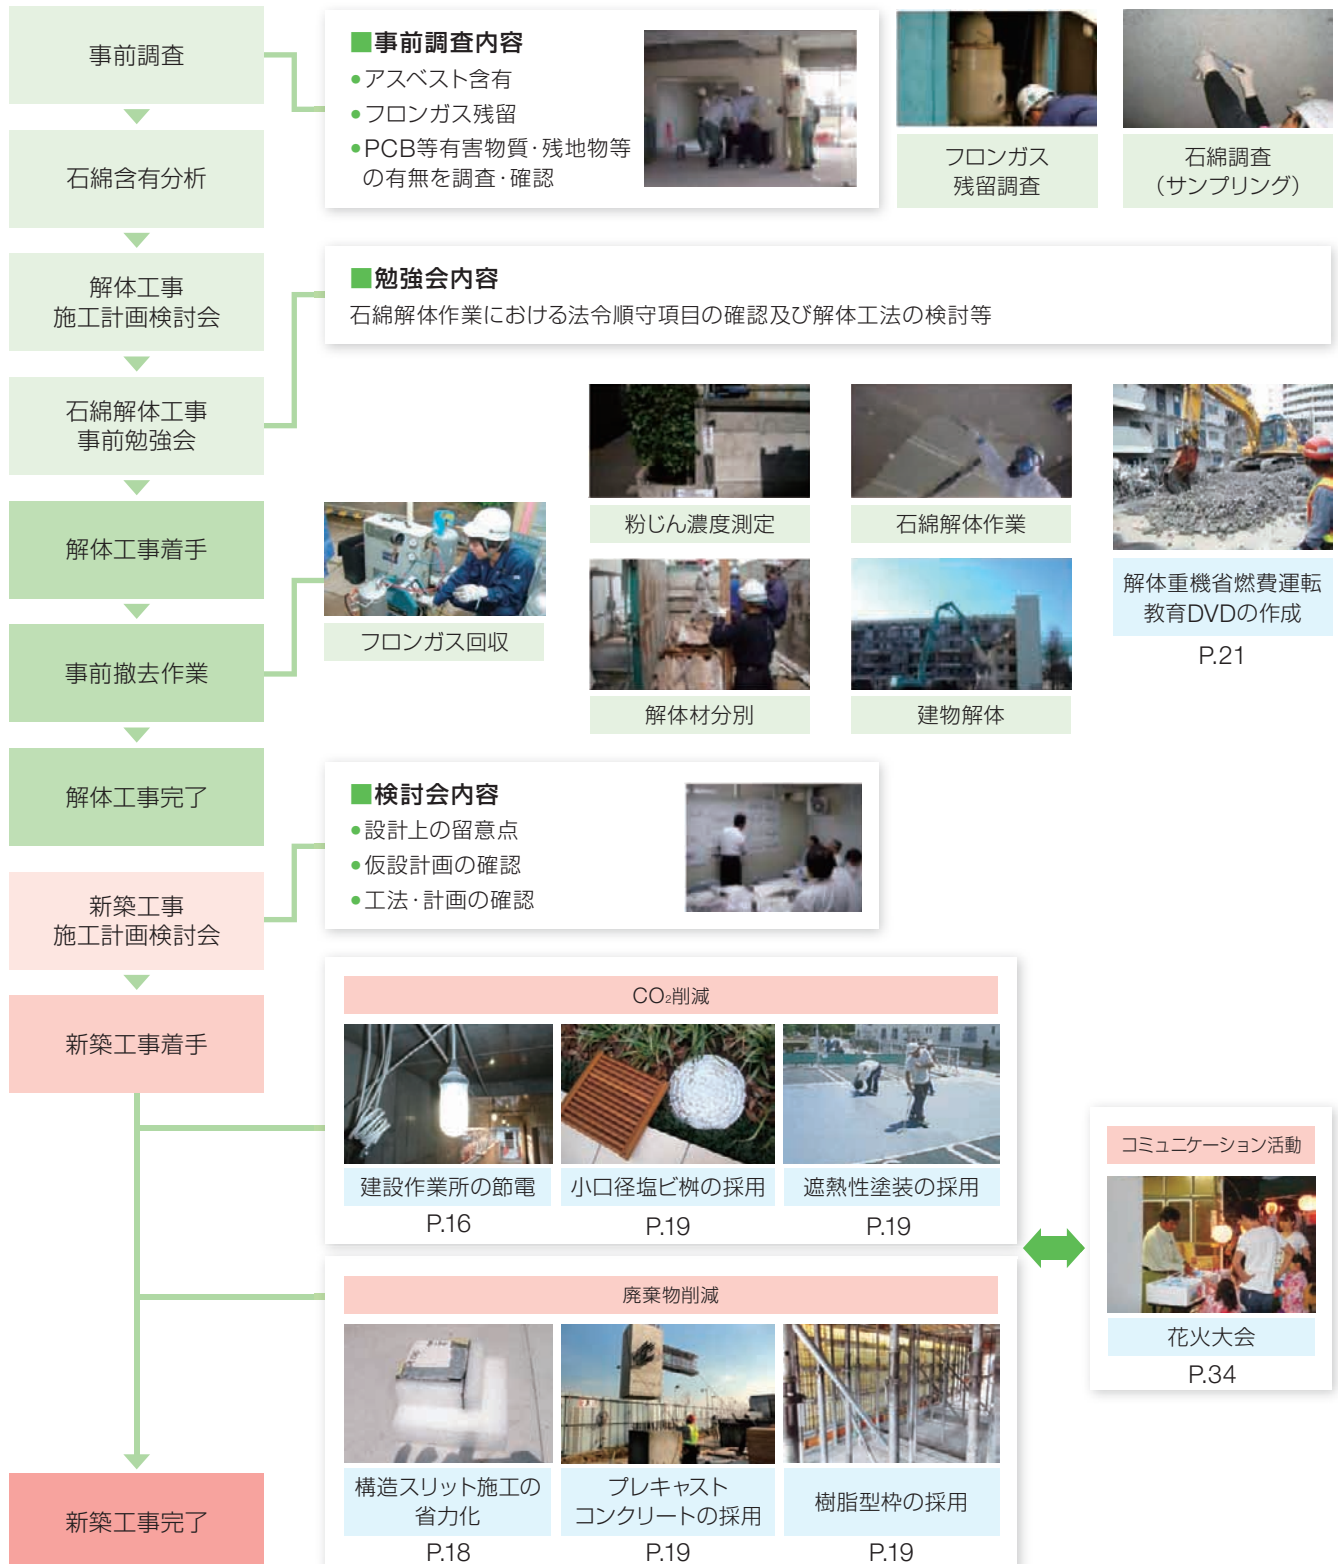 事前調査
■事前調査内容
•アスベスト含有
•フロンガス残留
•PCB等有害物質・残地物等
の有無を調査・確認
フロンガス
残留調査
石綿調査
（サンプリング）
石綿含有分析
解体工事
施工計画検討会
■勉強会内容
石綿解体作業における法令順守項目の確認及び解体工法の検討等
石綿解体工事
事前勉強会
解体工事着手
事前撤去作業
フロンガス回収
粉じん濃度測定
石綿解体作業
解体材分別
建物解体
解体重機省燃費運転
教育DVDの作成
P.21
解体工事完了
■検討会内容
•設計上の留意点
•仮設計画の確認
•工法・計画の確認
新築工事
施工計画検討会
新築工事着手
CO₂削減
建設作業所の節電
P.16
小口径塩ビ桝の採用
P.19
遮熱性塗装の採用
P.19
コミュニケーション活動
花火大会
P.34
廃棄物削減
構造スリット施工の
省力化
P.18
プレキャスト
コンクリートの採用
P.19
樹脂型枠の採用
P.19
新築工事完了